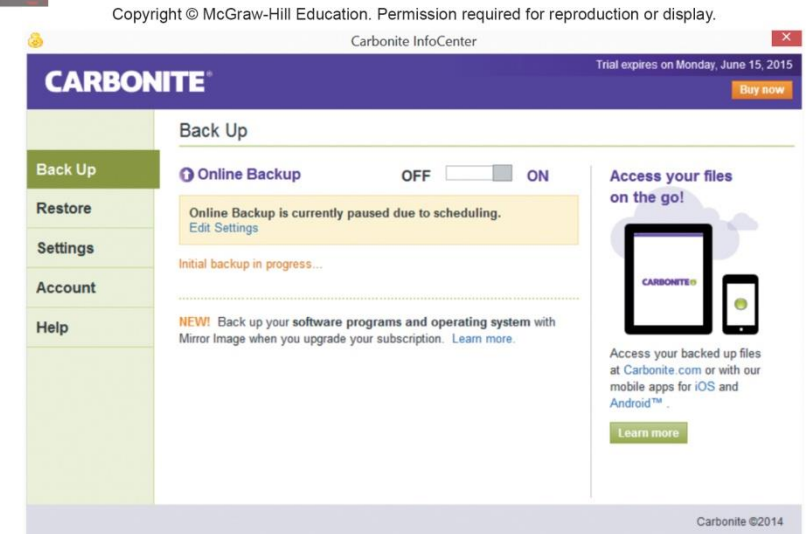 Copyright © McGraw-Hill Education. Permission required for reproduction or display.
Carbonite InfoCenter
CARBONITE
Trial expires on Monday, June 15, 2015
Buy now
Back Up
Restore
Settings
Account
Help
Back Up
Online Backup OFF ON
Online Backup is currently paused due to scheduling.
Edit Settings
Initial backup in progress...
NEW! Back up your software programs and operating system with
Mirror Image when you upgrade your subscription. Learn more.
Access your files
on the go!
CARBONITE
Access your backed up files
at Carbonite.com or with our
mobile apps for iOS and
Android™ .
Learn more
Carbonite ©2014